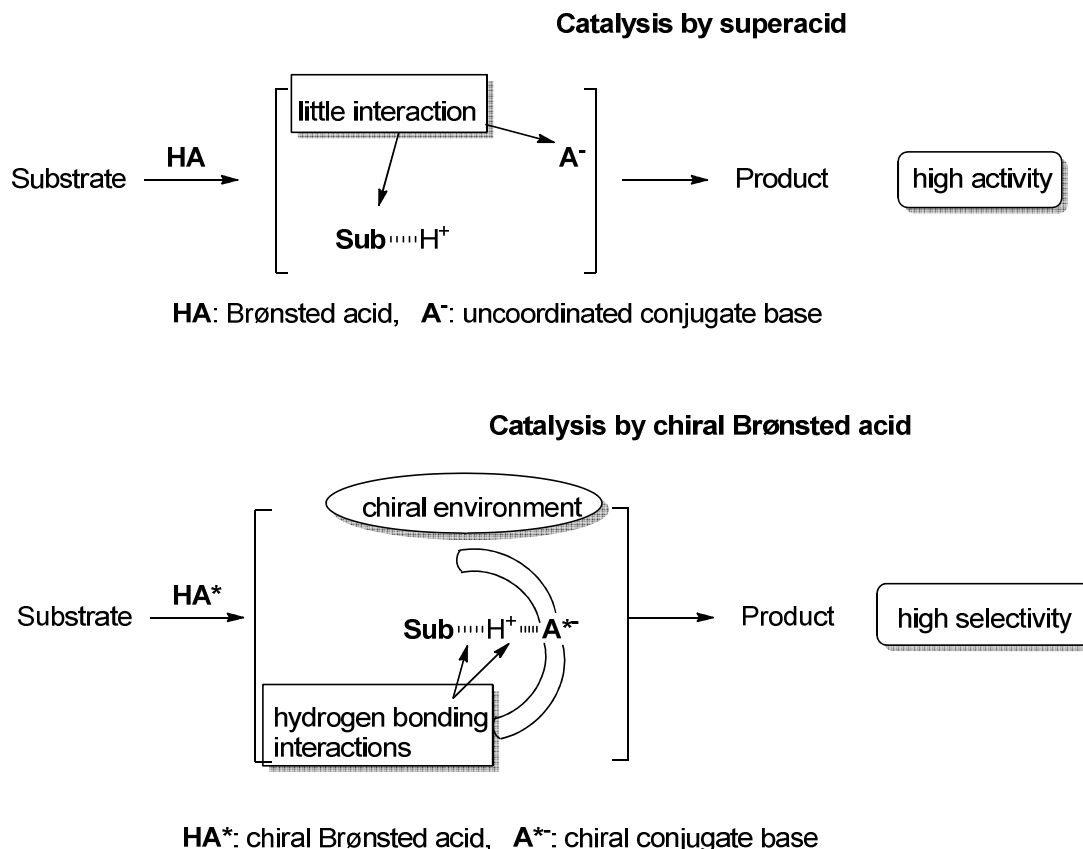 Catalysis by superacid
little interaction
HA
A-
Substrate
Product
high activity
Sub H+
HA: Brønsted acid, A-: uncoordinated conjugate base
Catalysis by chiral Brønsted acid
chiral environment
HA*
Substrate
Sub H+ A*-
Product
high selectivity
hydrogen bonding
interactions
HA*: chiral Brønsted acid, A*-: chiral conjugate base